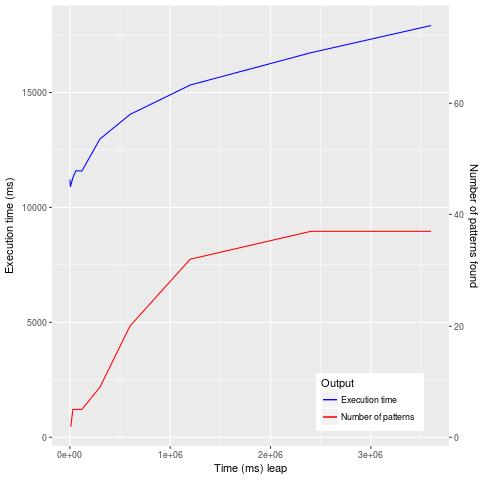 15000
10000
5000
0
Execution time (ms)
60
40
20
0
Number of patterns found
Output
Execution time
Number of patterns
0e+00 1e+06 2e+06 3e+06
Time (ms) leap